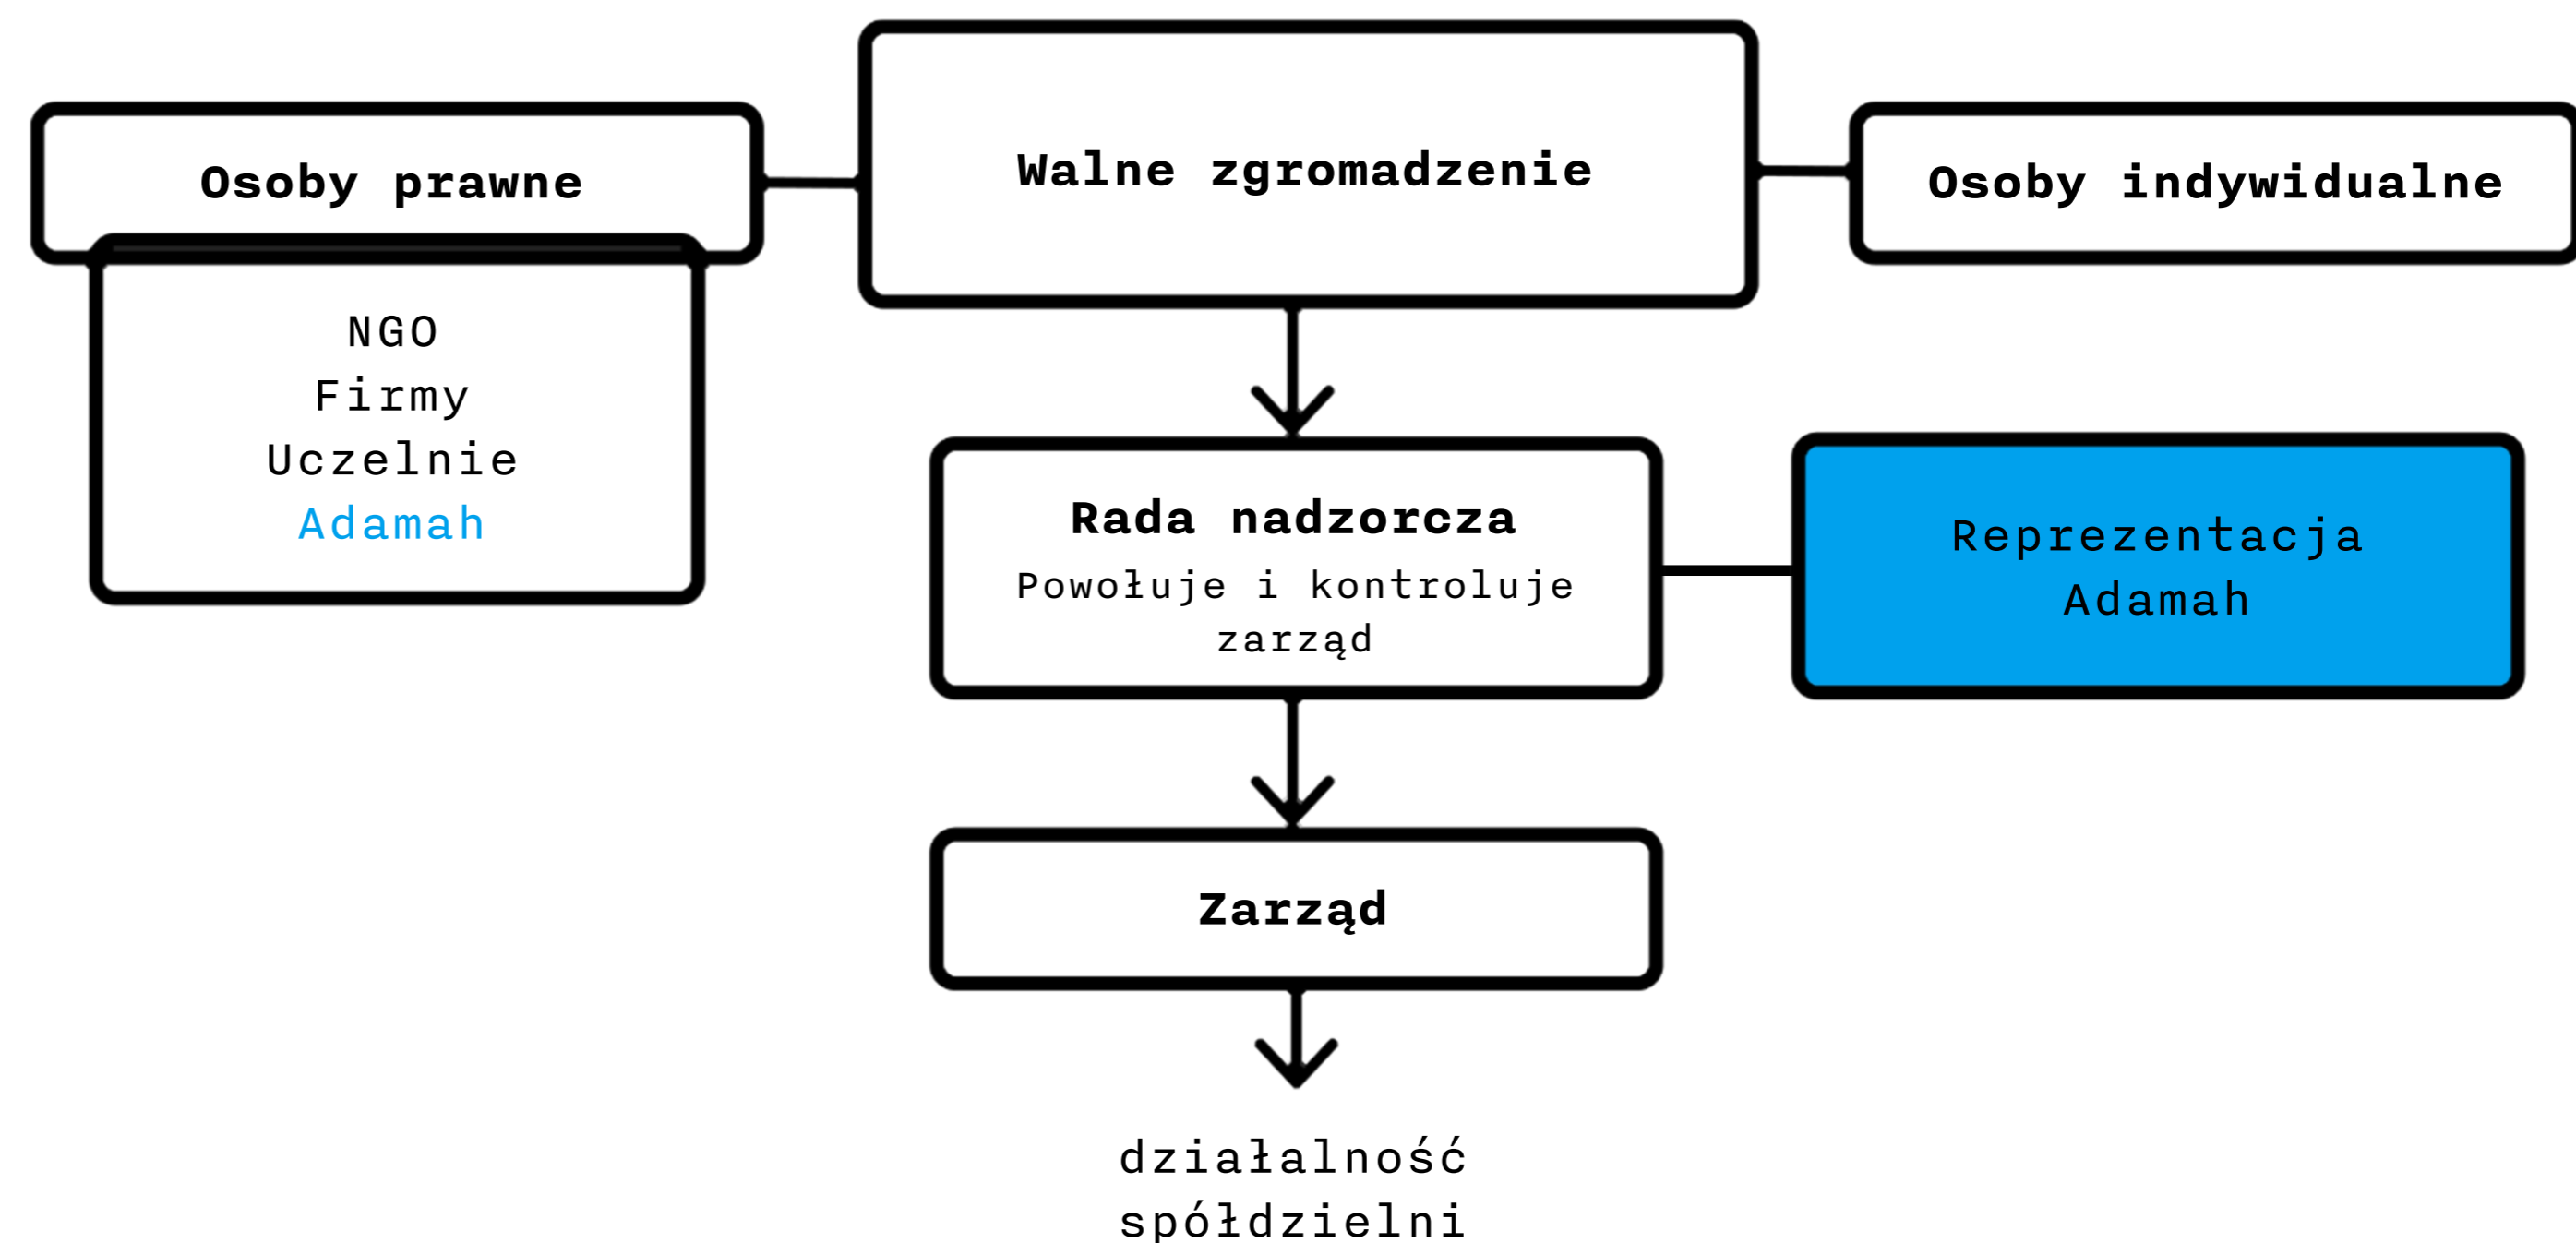 Osoby prawne
Walne zgromadzenie
Osoby indywidualne
NGO
Firmy
Uczelnie
Adamah
Rada nadzorcza
Powołuje i kontroluje
zarząd
Reprezentacja
Adamah
Zarząd
działalność
spółdzielni